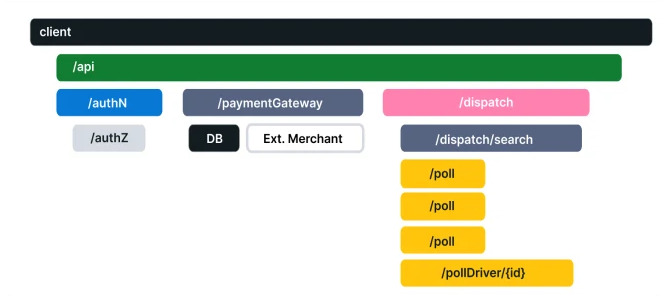 client
/api
/authN
/paymentGateway
/dispatch
/authZ
DB
Ext. Merchant
/dispatch/search
/poll
/poll
/poll
/pollDriver/{id}